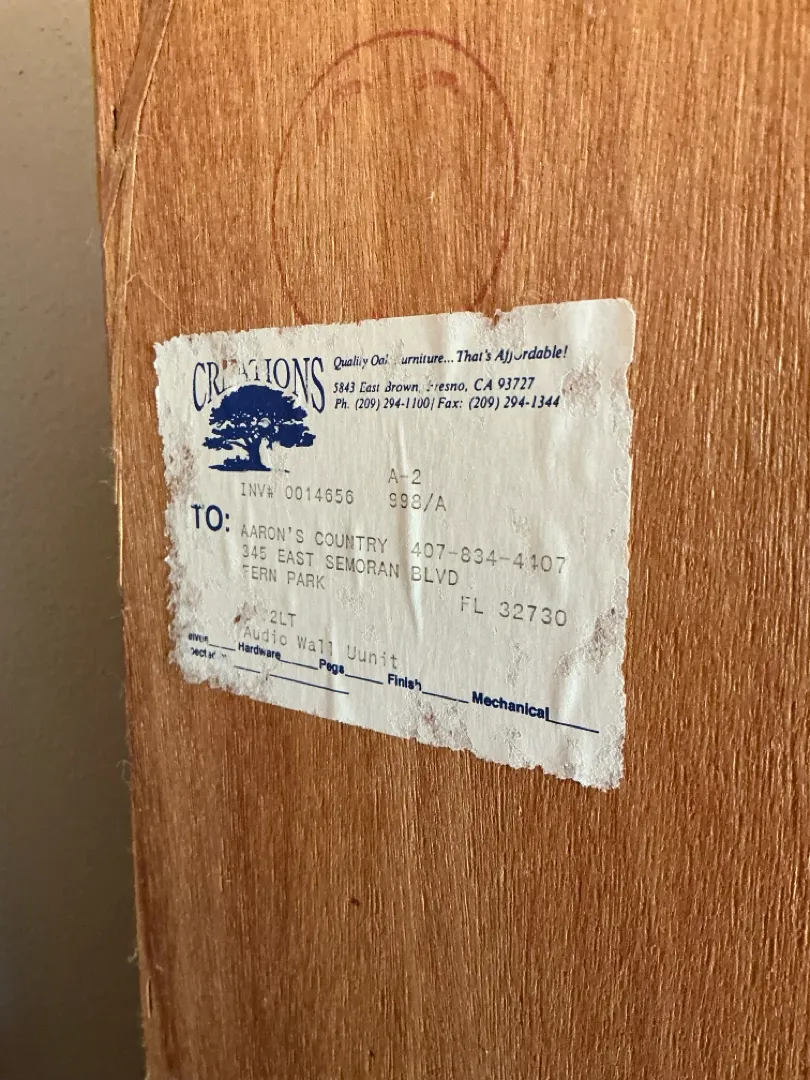 CREATIONS
Quality Oak Furniture... That's Affordable!
5843 East Brown, Fresno, CA 93727
Ph. (209) 294-1100/ Fax: (209) 294-1344
A-2
INV# 0014656 998/A
TO:
AARON'S COUNTRY 407-834-4407
345 EAST SEMORAN BLVD
FERN PARK
FL 32730
2LT
Audio Wall Uunit
Hardware Pegs Finish Mechanical